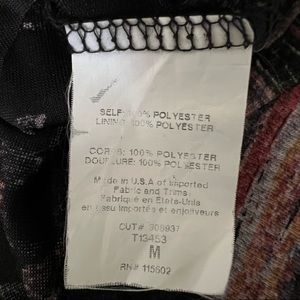 SELF: 100% POLYESTER
LINING: 100% POLYESTER
CORPS: 100% POLYESTER
DOUBLURE: 100% POLYESTER
Made in U.S.A of Imported
Fabric and Trims
Fabriqué en Etats-Unis
en tissu importés et enjoliveurs
CUT# 308937
T13453
M
RN# 115602